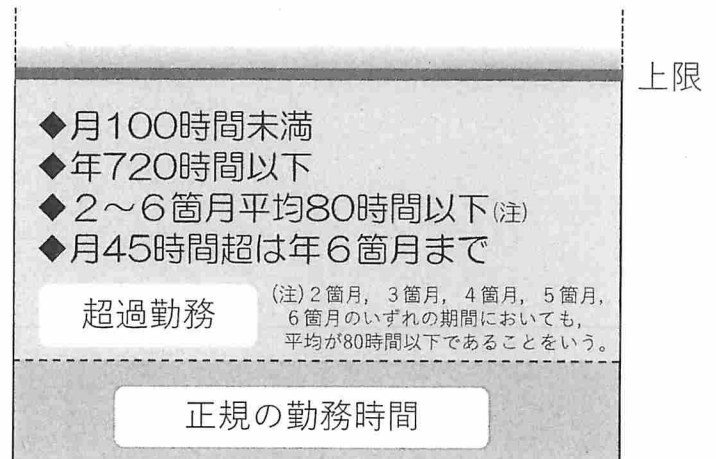 上限
◆月100時間未満
◆年720時間以下
◆2～6箇月平均80時間以下(注)
◆月45時間超は年6箇月まで
超過勤務
(注)2箇月，3箇月，4箇月，5箇月，
6箇月のいずれの期間においても，
平均が80時間以下であることをいう。
正規の勤務時間